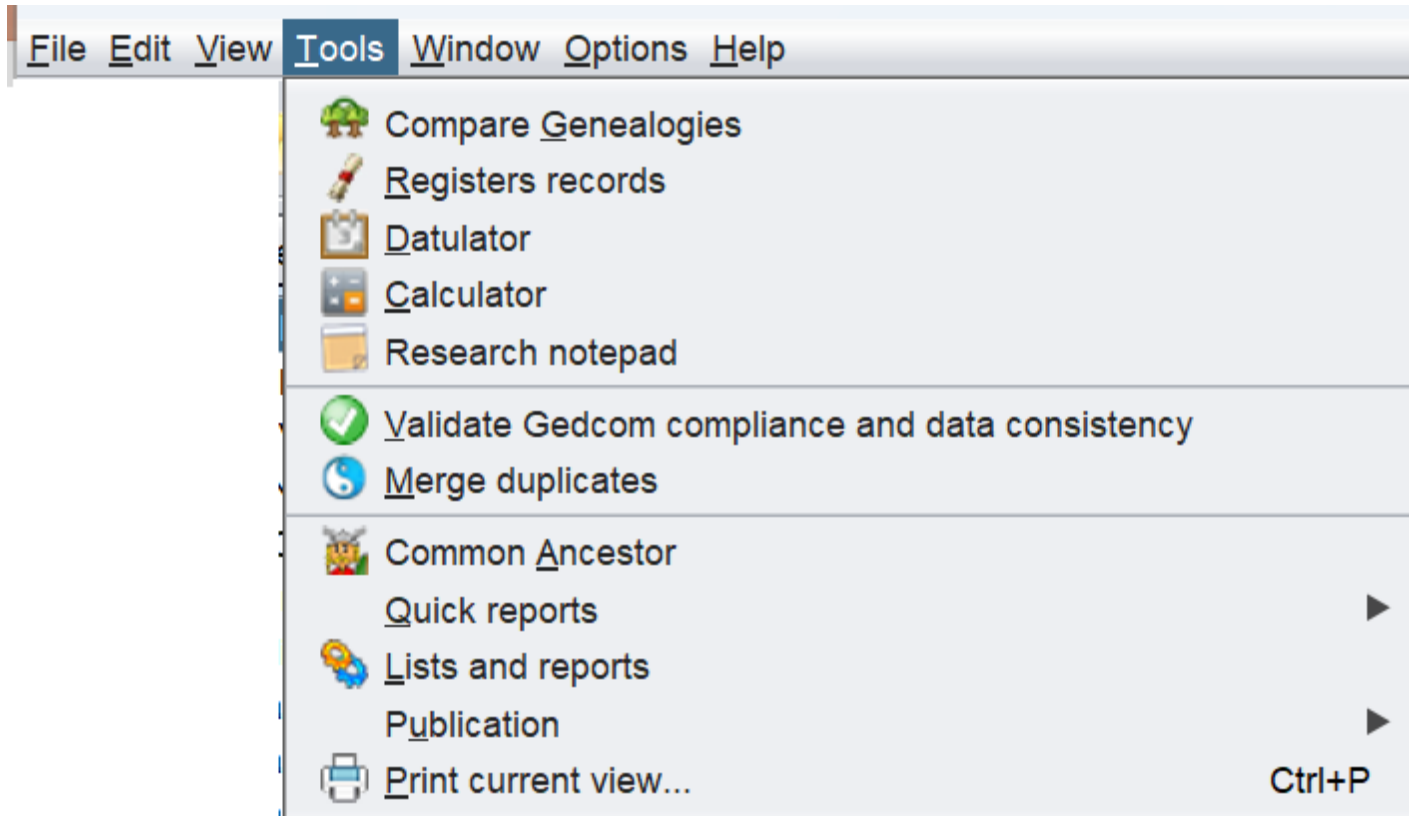 File Edit View Tools Window Options Help
Compare Genealogies
Registers records
Datulator
Calculator
Research notepad
Validate Gedcom compliance and data consistency
Merge duplicates
Common Ancestor
Quick reports
Lists and reports
Publication
Print current view... Ctrl+P